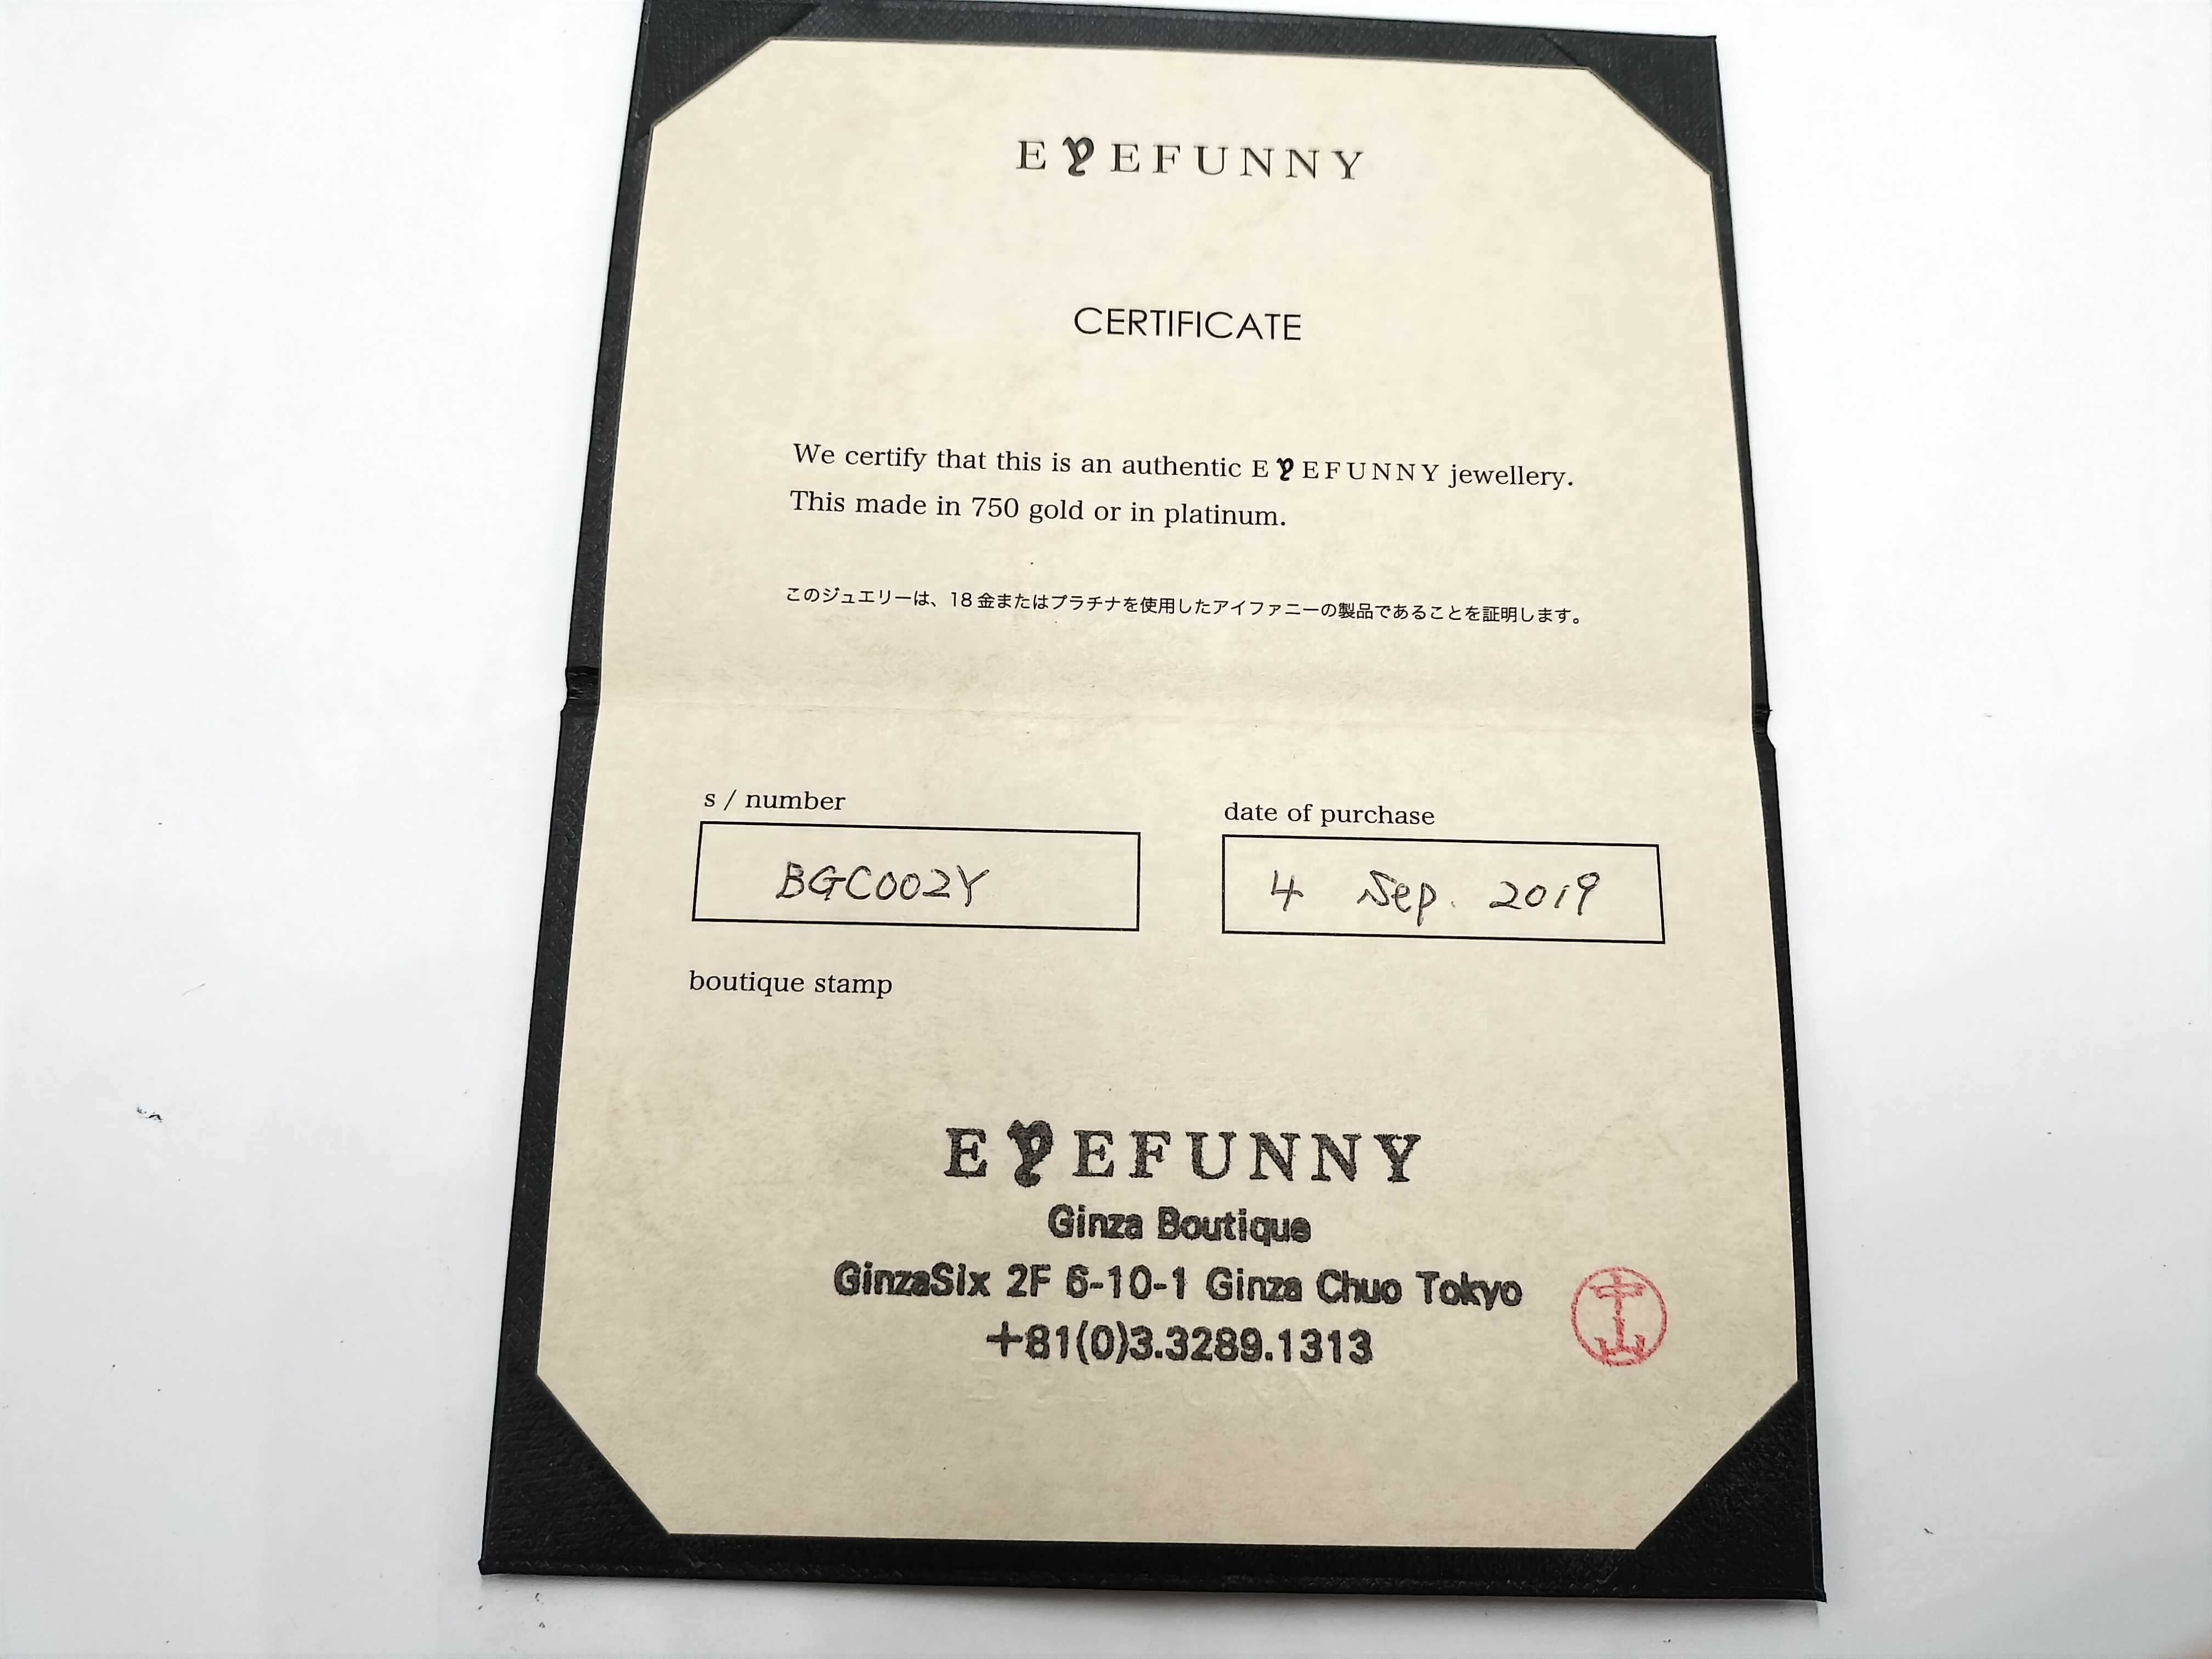 EYEFUNNY
CERTIFICATE
We certify that this is an authentic EYEFUNNY jewellery.
This made in 750 gold or in platinum.
このジュエリーは、18金またはプラチナを使用したアイファニーの製品であることを証明します。
s / number
BGC002Y
date of purchase
4 Sep. 2019
boutique stamp
EYEFUNNY
Ginza Boutique
GinzaSix 2F 6-10-1 Ginza Chuo Tokyo
+81(0)3.3289.1313